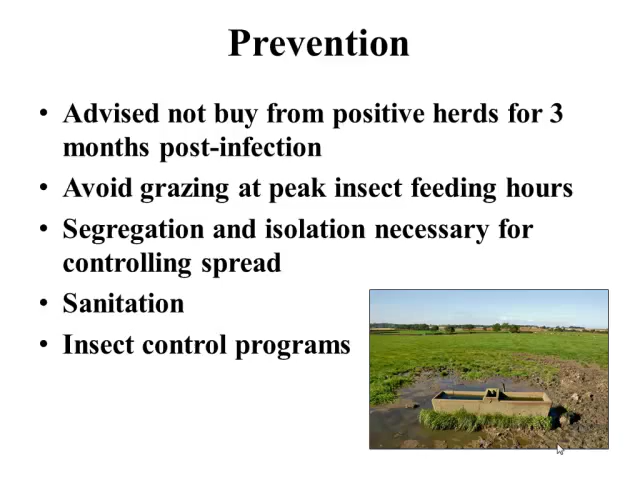 Prevention
• Advised not buy from positive herds for 3
months post-infection
• Avoid grazing at peak insect feeding hours
• Segregation and isolation necessary for
controlling spread
• Sanitation
• Insect control programs